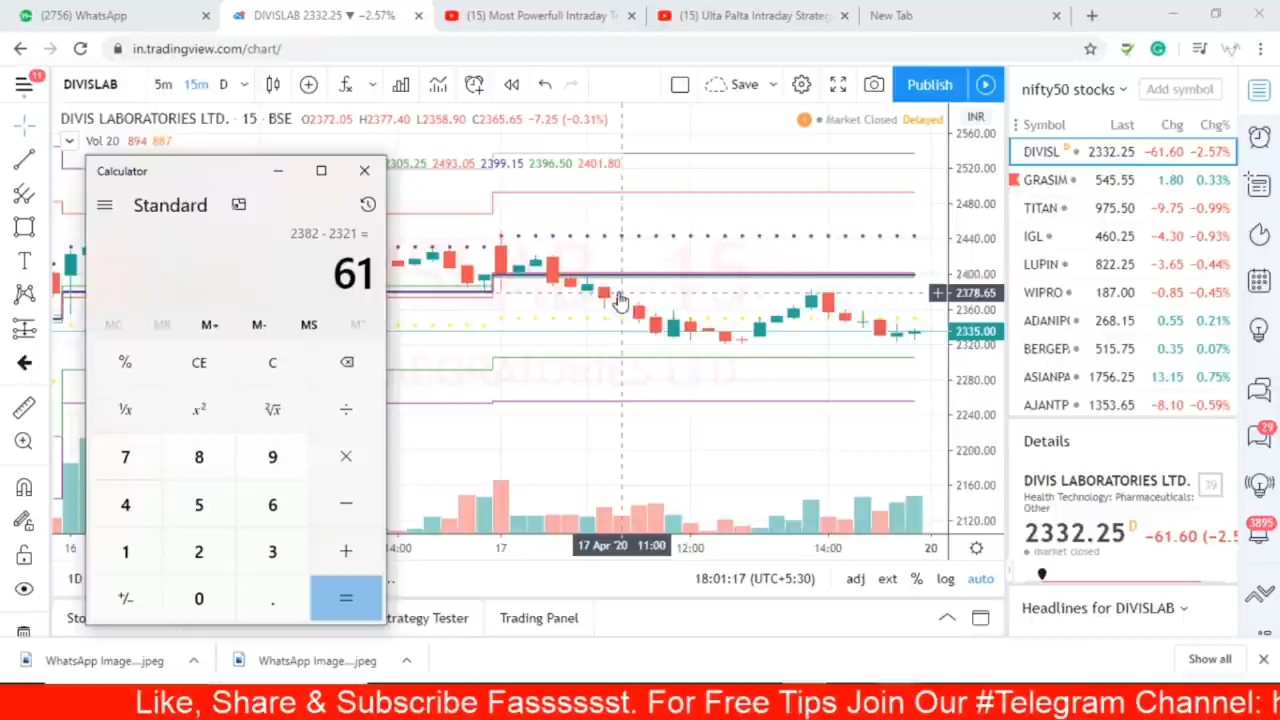 (2756) WhatsApp
DIVISLAB 2332.25 ▼ −2.57%
(15) Most Powerfull Intraday T
(15) Ulta Palta Intraday Strateg
New Tab
in.tradingview.com/chart/
11
DIVISLAB
5m
15m
D
Save
Publish
nifty50 stocks
Add symbol
DIVIS LABORATORIES LTD. · 15 · BSE O2372.05 H2377.40 L2358.90 C2365.65 −7.25 (−0.31%)
Market Closed Delayed
INR
Vol 20 894 887
305.25 2493.05 2399.15 2396.50 2401.80
Calculator
Standard
2382 - 2321 =
61
MC MR M+ M- MS
% CE C
7 8 9 ×
4 5 6 −
1 2 3 +
+/- 0 . =
2560.00
2520.00
2480.00
2440.00
2400.00
2378.65
2360.00
2335.00
2320.00
2280.00
2240.00
2200.00
2160.00
2120.00
16
14:00
17
17 Apr '20 11:00
12:00
14:00
20
1D
18:01:17 (UTC+5:30)
adj
ext
%
log
auto
Sto
trategy Tester
Trading Panel
Symbol Last Chg Chg%
DIVISL D 2332.25 −61.60 −2.57%
GRASIM 545.55 1.80 0.33%
TITAN 975.50 −9.75 −0.99%
IGL 460.25 −4.30 −0.93%
LUPIN 822.25 −3.65 −0.44%
WIPRO 187.00 −0.85 −0.45%
ADANIP 268.15 0.55 0.21%
BERGEP 515.75 0.35 0.07%
ASIANPA 1756.25 13.15 0.75%
AJANTP 1353.65 −8.10 −0.59%
Details
DIVIS LABORATORIES LTD.
39
Health Technology: Pharmaceuticals:
Other
2332.25 D −61.60 (−2.5
market closed
Headlines for DIVISLAB
29
3895
WhatsApp Image....jpeg
WhatsApp Image....jpeg
Show all
Like, Share & Subscribe Fasssssst. For Free Tips Join Our #Telegram Channel: h